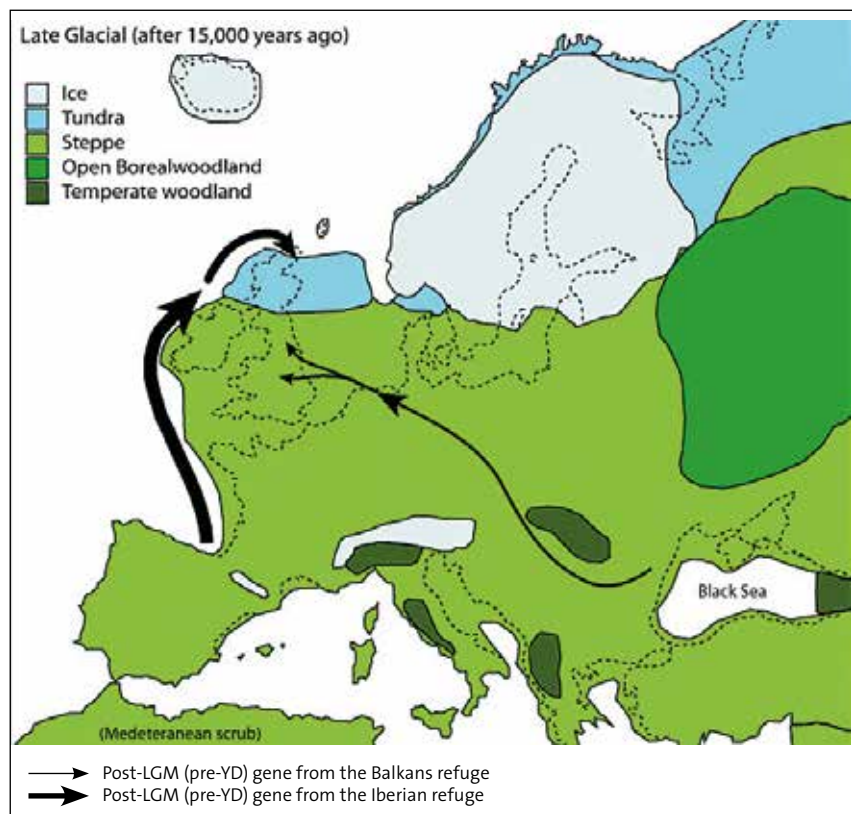 Late Glacial (after 15,000 years ago)
Ice
Tundra
Steppe
Open Borealwoodland
Temperate woodland
Black Sea
(Medeteranean scrub)
Post-LGM (pre-YD) gene from the Balkans refuge
Post-LGM (pre-YD) gene from the Iberian refuge